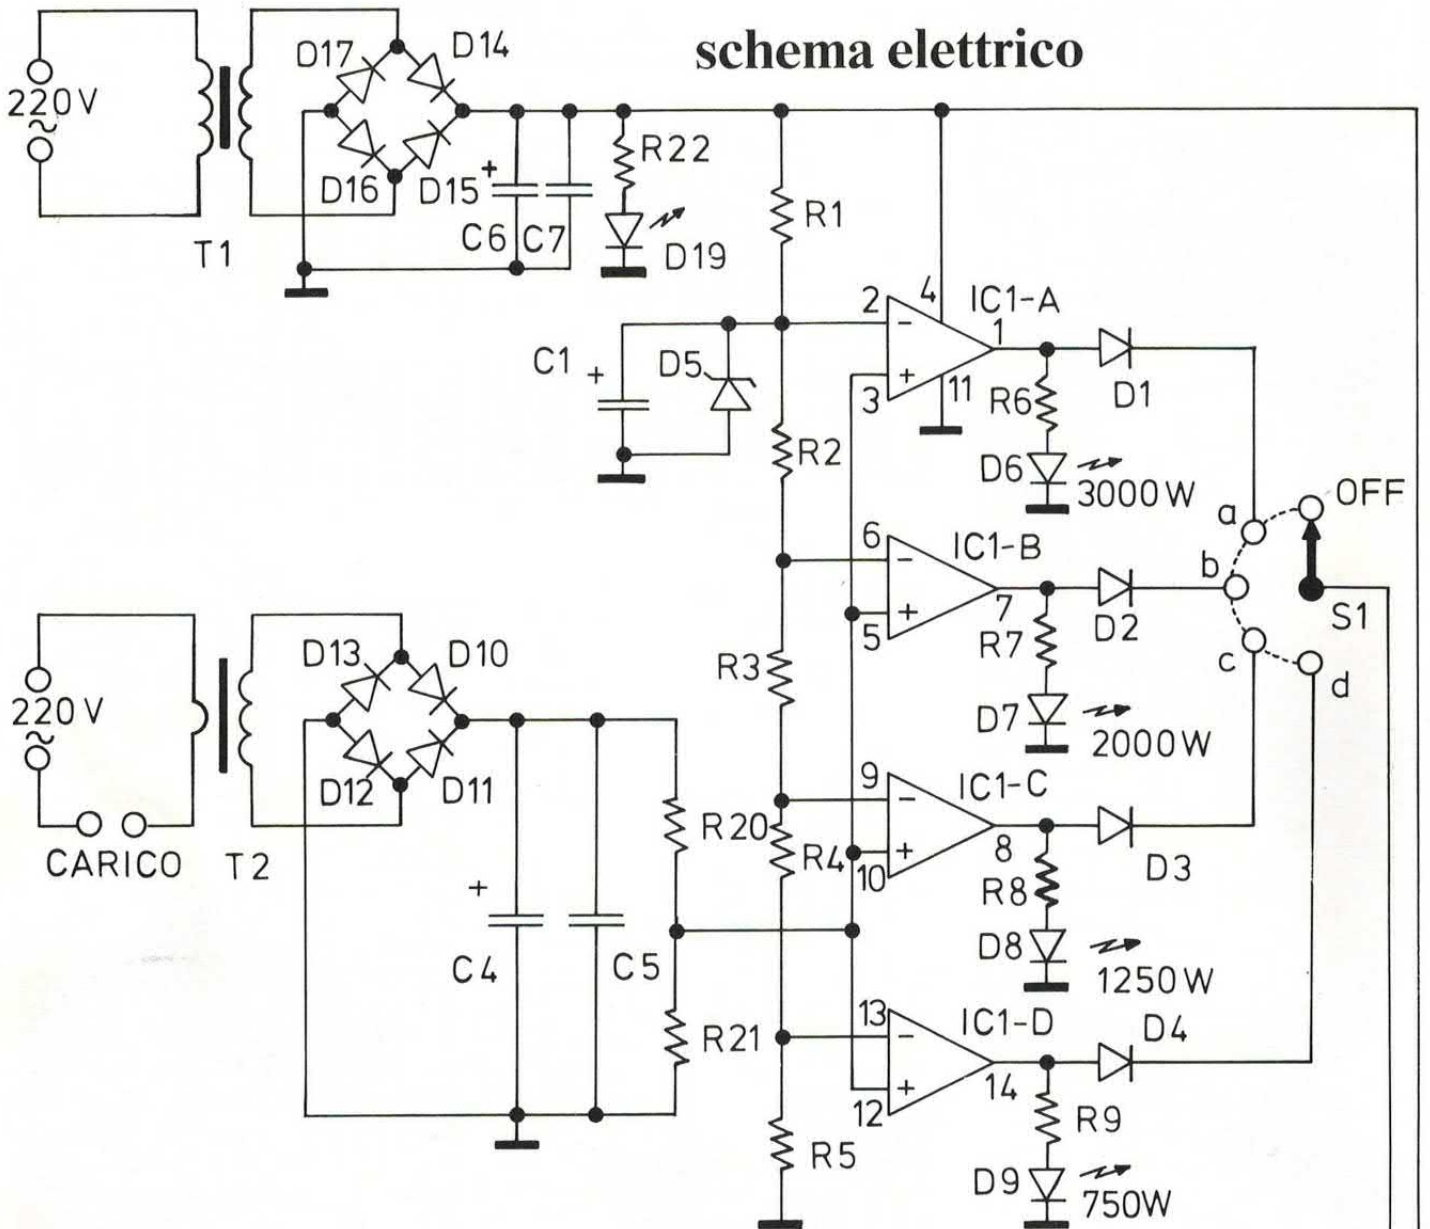 schema elettrico
D17
D14
220V
~
D16
D15
+
R22
C6
C7
D19
T1
R1
2
4
IC1-A
−
1
+
3
11
C1
+
D5
R6
D1
R2
D6
3000W
OFF
a
b
c
d
S1
6
IC1-B
−
+
5
7
R7
D2
D7
2000W
R3
D13
D10
220V
~
D12
D11
CARICO
T2
R20
R4
9
IC1-C
−
+
10
8
R8
D3
D8
1250W
+
C4
C5
R21
13
IC1-D
−
+
12
14
D4
R9
D9
750W
R5